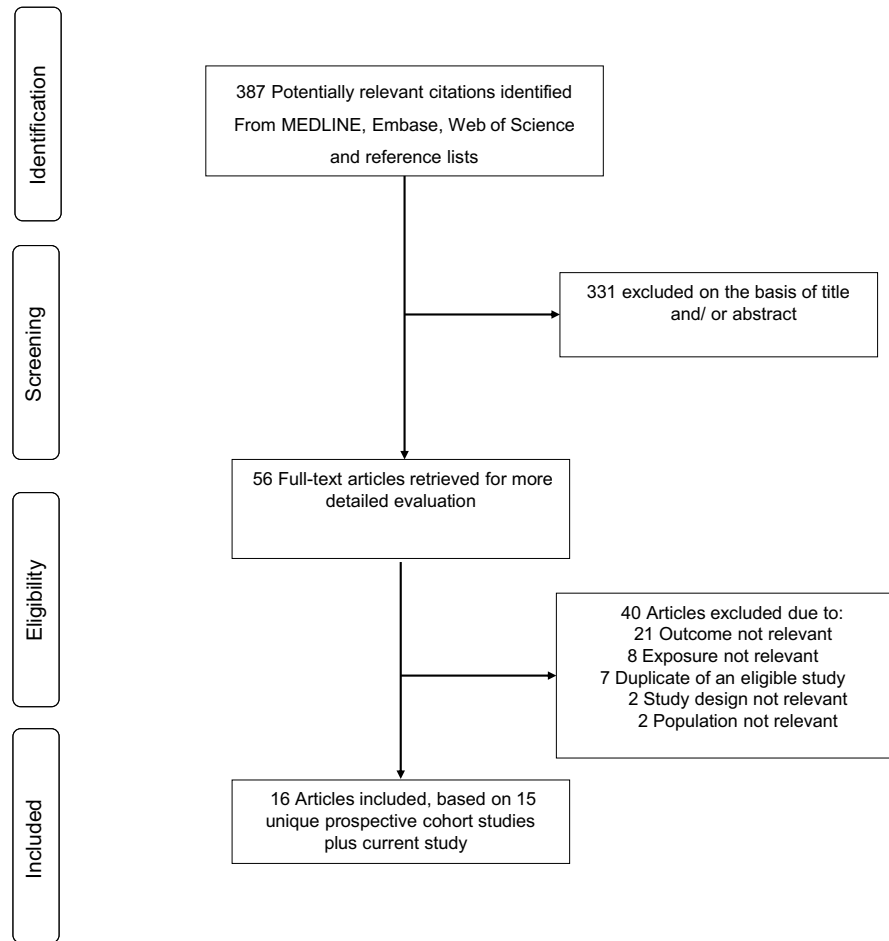 Identification
387 Potentially relevant citations identified
From MEDLINE, Embase, Web of Science
and reference lists
Screening
331 excluded on the basis of title
and/ or abstract
56 Full-text articles retrieved for more
detailed evaluation
Eligibility
40 Articles excluded due to:
21 Outcome not relevant
8 Exposure not relevant
7 Duplicate of an eligible study
2 Study design not relevant
2 Population not relevant
Included
16 Articles included, based on 15
unique prospective cohort studies
plus current study